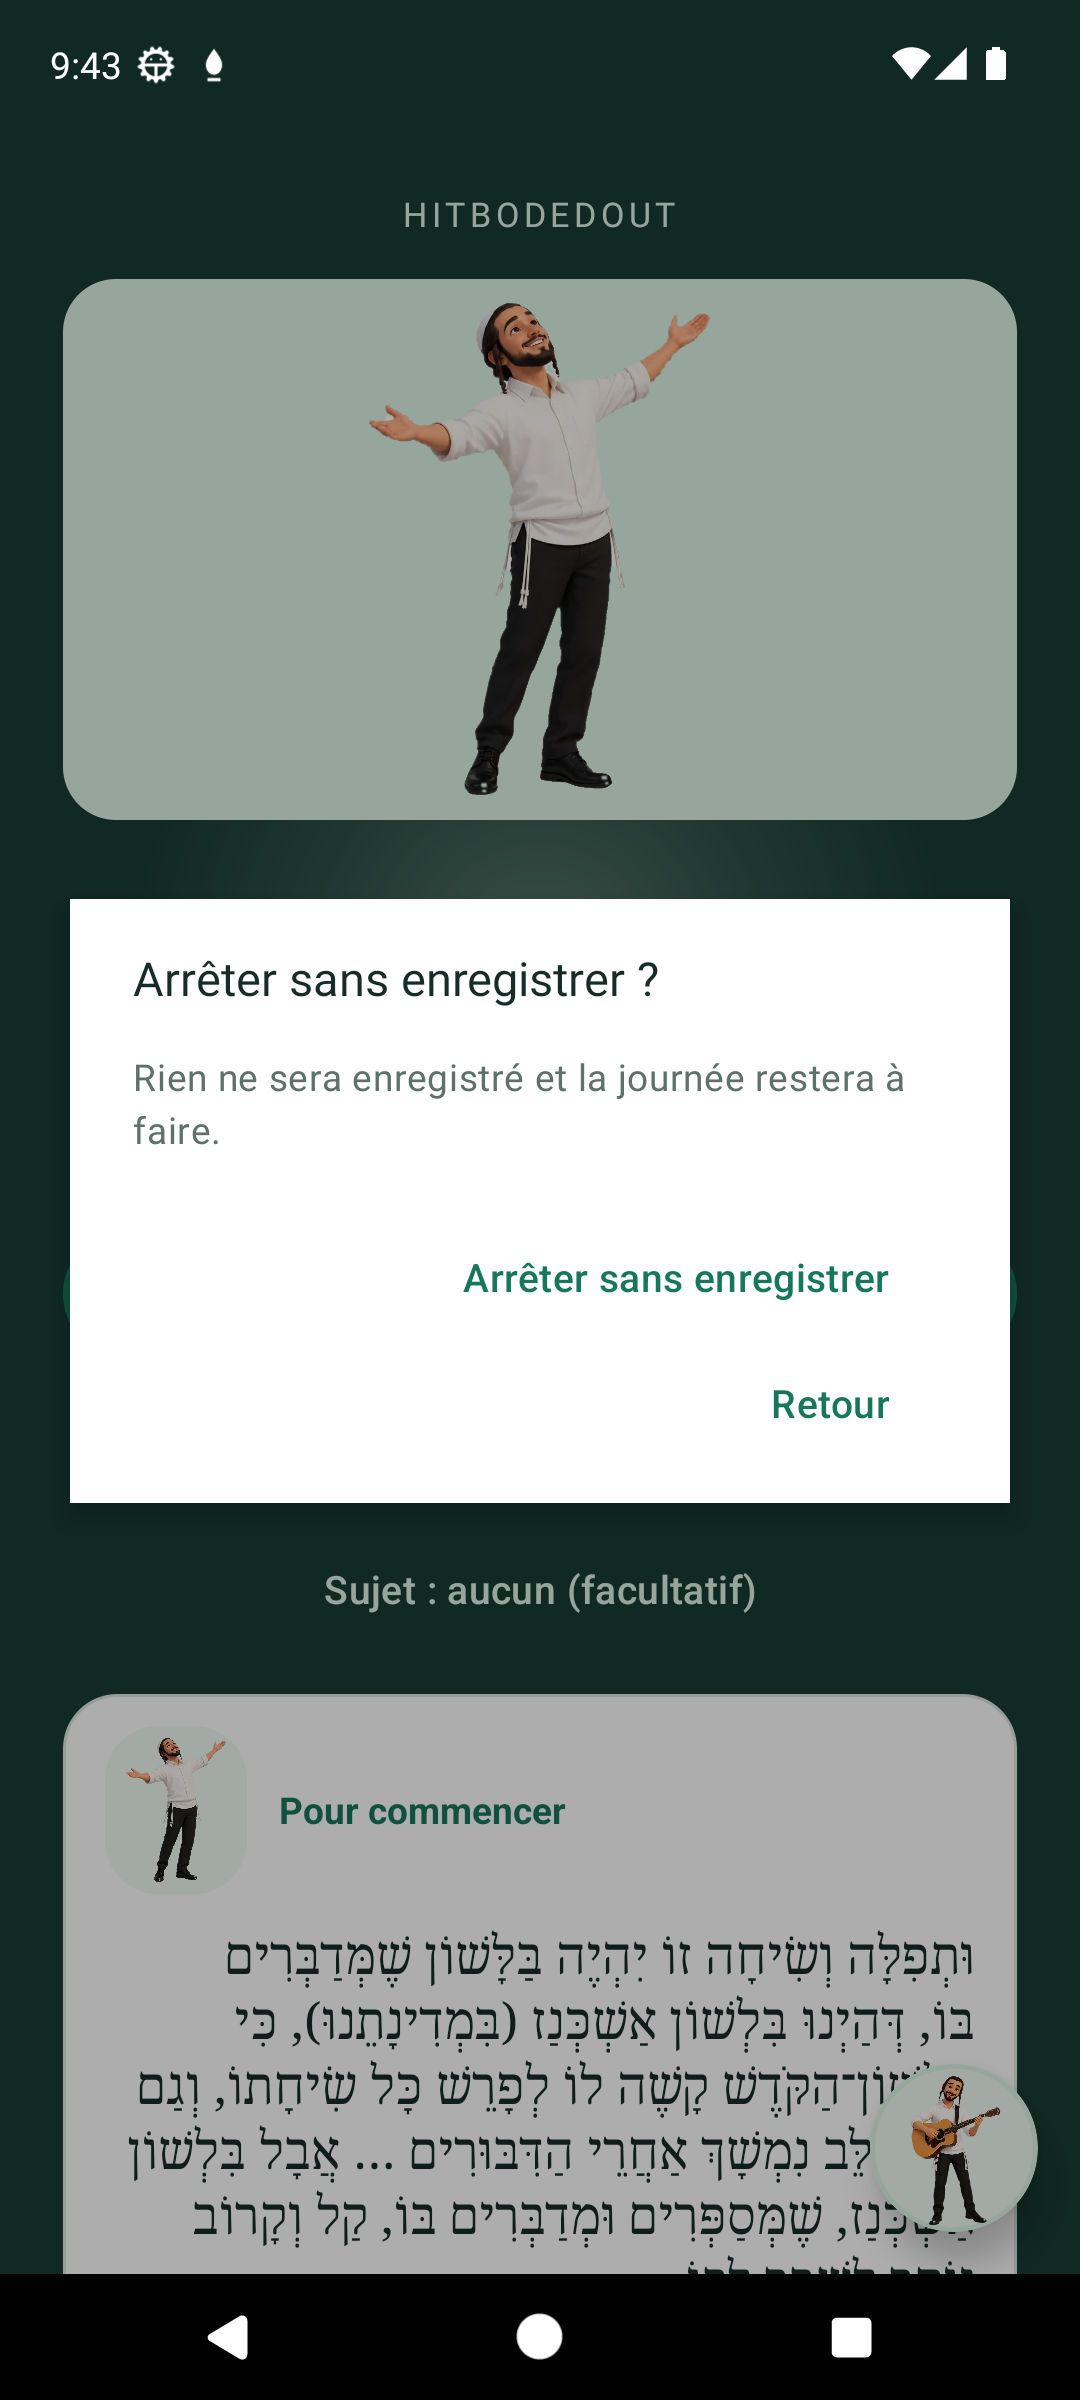 9:43
HITBODEDOUT
Arrêter sans enregistrer ?
Rien ne sera enregistré et la journée restera à
faire.
Arrêter sans enregistrer
Retour
Sujet : aucun (facultatif)
Pour commencer
וּתְפִלָּה וְשִׂיחָה זוֹ יִהְיֶה בַּלָּשׁוֹן שֶׁמְּדַבְּרִים
בּוֹ, דְּהַיְנוּ בִּלְשׁוֹן אַשְׁכְּנַז (בִּמְדִינָתֵנוּ), כִּי
קָשֶׁה לוֹ לְפָרֵשׁ כָּל שִׂיחָתוֹ, וְגַם
נִמְשָׁךְ אַחֲרֵי הַדִּבּוּרִים ... אֲבָל בִּלְשׁוֹן
שֶׁמְּסַפְּרִים וּמְדַבְּרִים בּוֹ, קַל וְקָרוֹב